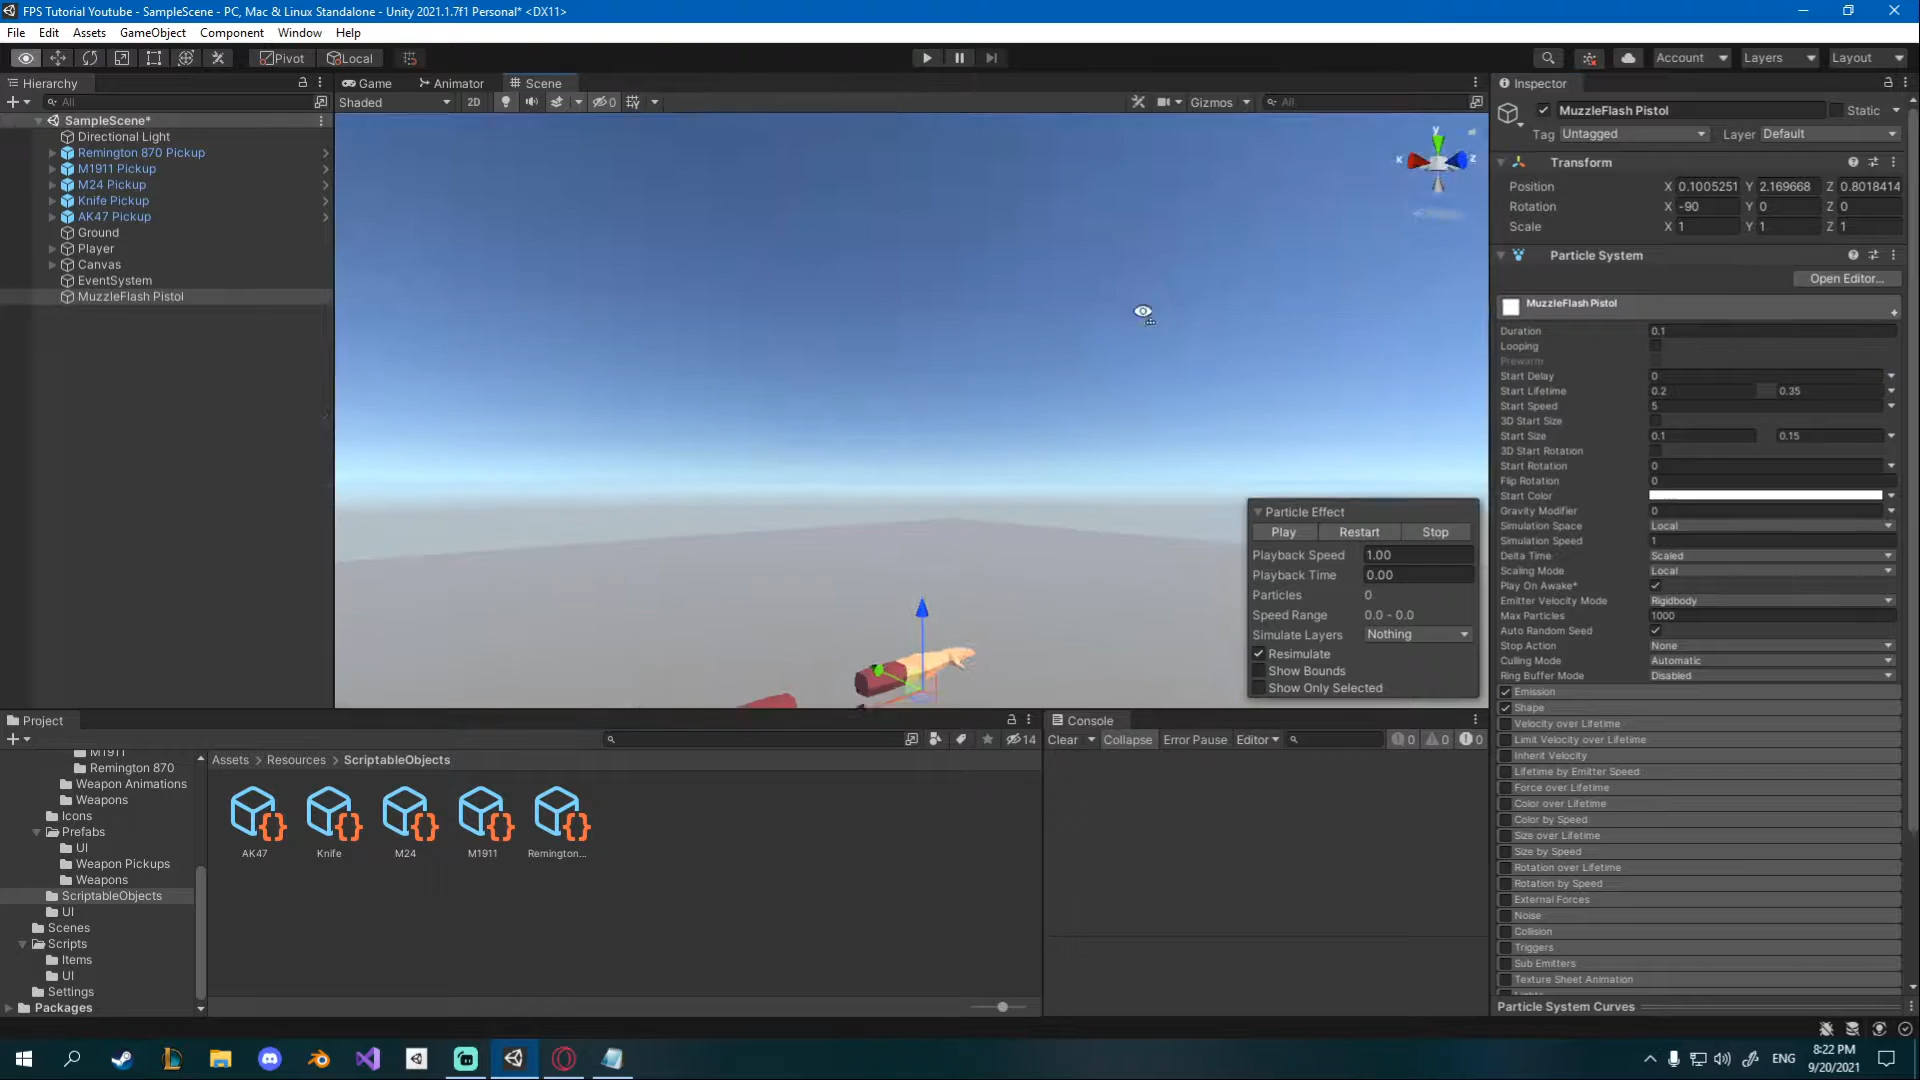 FPS Tutorial Youtube - SampleScene - PC, Mac & Linux Standalone - Unity 2021.1.7f1 Personal* <DX11>
File Edit Assets GameObject Component Window Help
Pivot Local
Account Layers Layout
Hierarchy
All
SampleScene*
Directional Light
Remington 870 Pickup
M1911 Pickup
M24 Pickup
Knife Pickup
AK47 Pickup
Ground
Player
Canvas
EventSystem
MuzzleFlash Pistol
Game Animator Scene
Shaded 2D 0 Gizmos All
y
x z
Particle Effect
Play Restart Stop
Playback Speed 1.00
Playback Time 0.00
Particles 0
Speed Range 0.0 - 0.0
Simulate Layers Nothing
Resimulate
Show Bounds
Show Only Selected
Inspector
MuzzleFlash Pistol Static
Tag Untagged Layer Default
Transform
Position X 0.1005251 Y 2.169668 Z 0.8018414
Rotation X -90 Y 0 Z 0
Scale X 1 Y 1 Z 1
Particle System
Open Editor...
MuzzleFlash Pistol
Duration 0.1
Looping
Prewarm
Start Delay 0
Start Lifetime 0.2 0.35
Start Speed 5
3D Start Size
Start Size 0.1 0.15
3D Start Rotation
Start Rotation 0
Flip Rotation 0
Start Color
Gravity Modifier 0
Simulation Space Local
Simulation Speed 1
Delta Time Scaled
Scaling Mode Local
Play On Awake*
Emitter Velocity Mode Rigidbody
Max Particles 1000
Auto Random Seed
Stop Action None
Culling Mode Automatic
Ring Buffer Mode Disabled
Emission
Shape
Velocity over Lifetime
Limit Velocity over Lifetime
Inherit Velocity
Lifetime by Emitter Speed
Force over Lifetime
Color over Lifetime
Color by Speed
Size over Lifetime
Size by Speed
Rotation over Lifetime
Rotation by Speed
External Forces
Noise
Collision
Triggers
Sub Emitters
Texture Sheet Animation
Particle System Curves
Project
14
M1911
Remington 870
Weapon Animations
Weapons
Icons
Prefabs
UI
Weapon Pickups
Weapons
ScriptableObjects
UI
Scenes
Scripts
Items
UI
Settings
Packages
Assets > Resources > ScriptableObjects
AK47 Knife M24 M1911 Remington...
Console
Clear Collapse Error Pause Editor 0 0 0
ENG
8:22 PM
9/20/2021